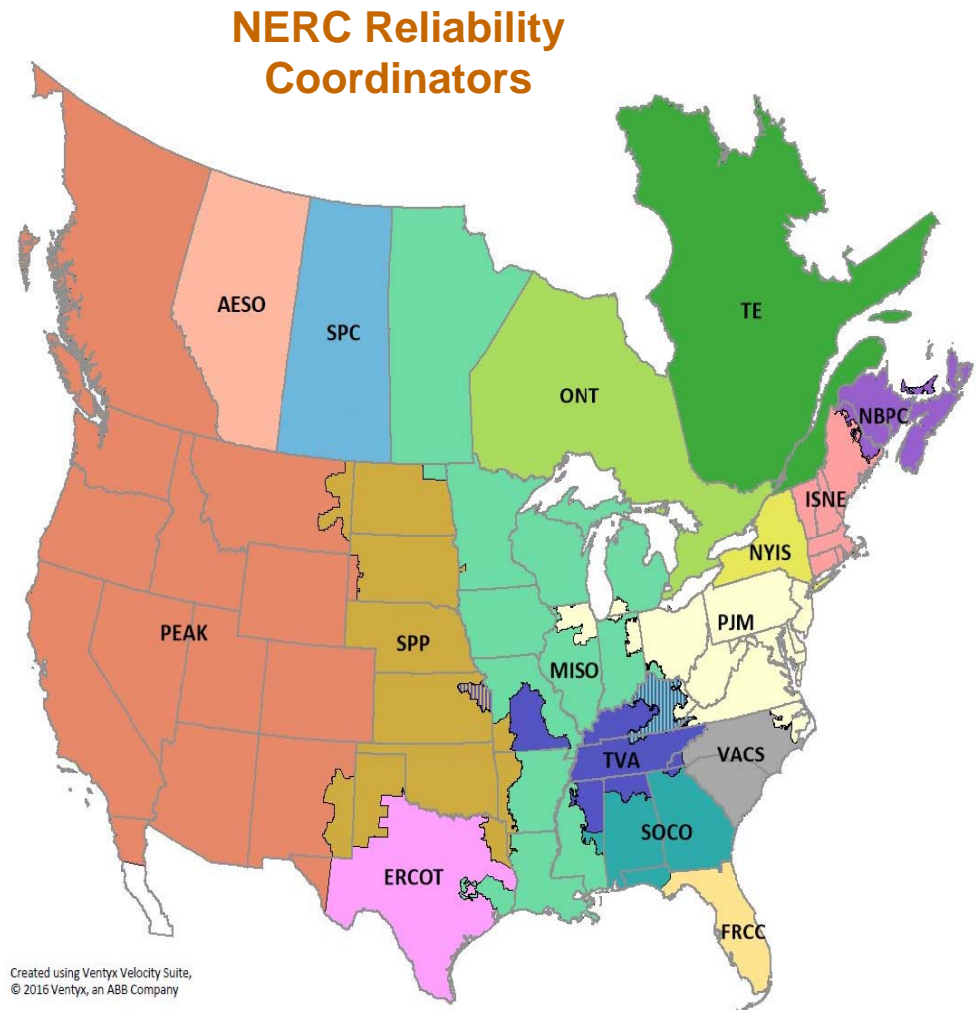 NERC Reliability
Coordinators
AESO
SPC
TE
ONT
NBPC
ISNE
NYIS
PEAK
SPP
PJM
MISO
TVA
VACS
SOCO
ERCOT
FRCC
Created using Ventyx Velocity Suite,
© 2016 Ventyx, an ABB Company